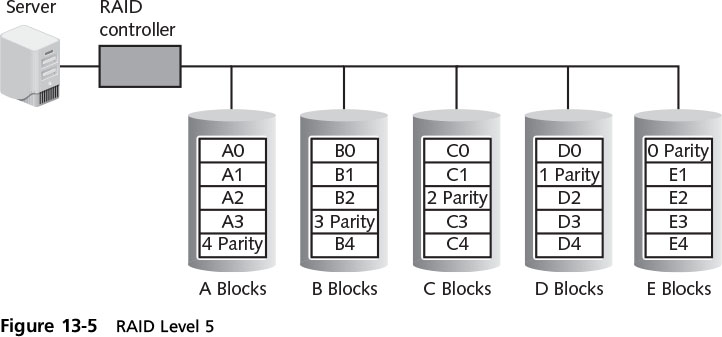 Server
RAID
controller
A0 B0 C0 D0 0 Parity
A1 B1 C1 1 Parity E1
A2 B2 2 Parity D2 E2
A3 3 Parity C3 D3 E3
4 Parity B4 C4 D4 E4
A Blocks B Blocks C Blocks D Blocks E Blocks
Figure 13-5 RAID Level 5